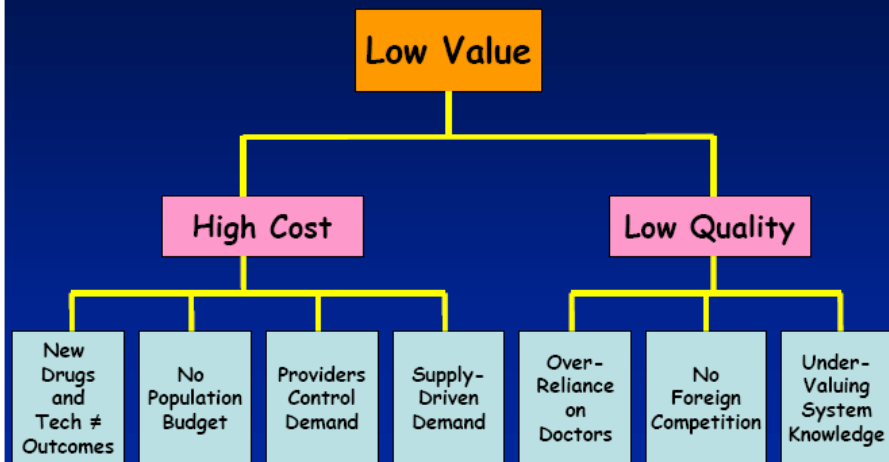 Low Value
High Cost
Low Quality
New
Drugs
and
Tech ≠
Outcomes
No
Population
Budget
Providers
Control
Demand
Supply-
Driven
Demand
Over-
Reliance
on
Doctors
No
Foreign
Competition
Under-
Valuing
System
Knowledge